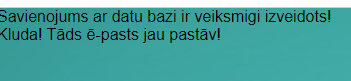 Savienojums ar datu bazi ir veiksmigi izveidots!
Kluda! Tāds ē-pasts jau pastāv!